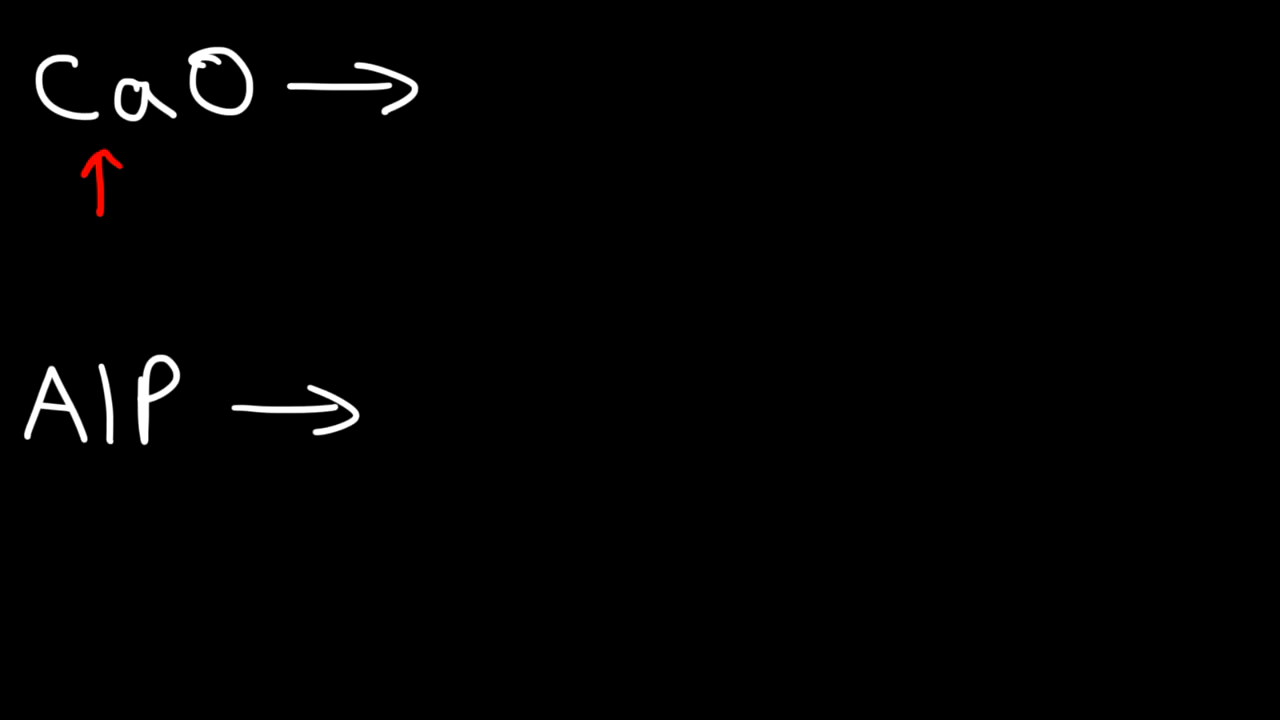 CaO →
AlP →